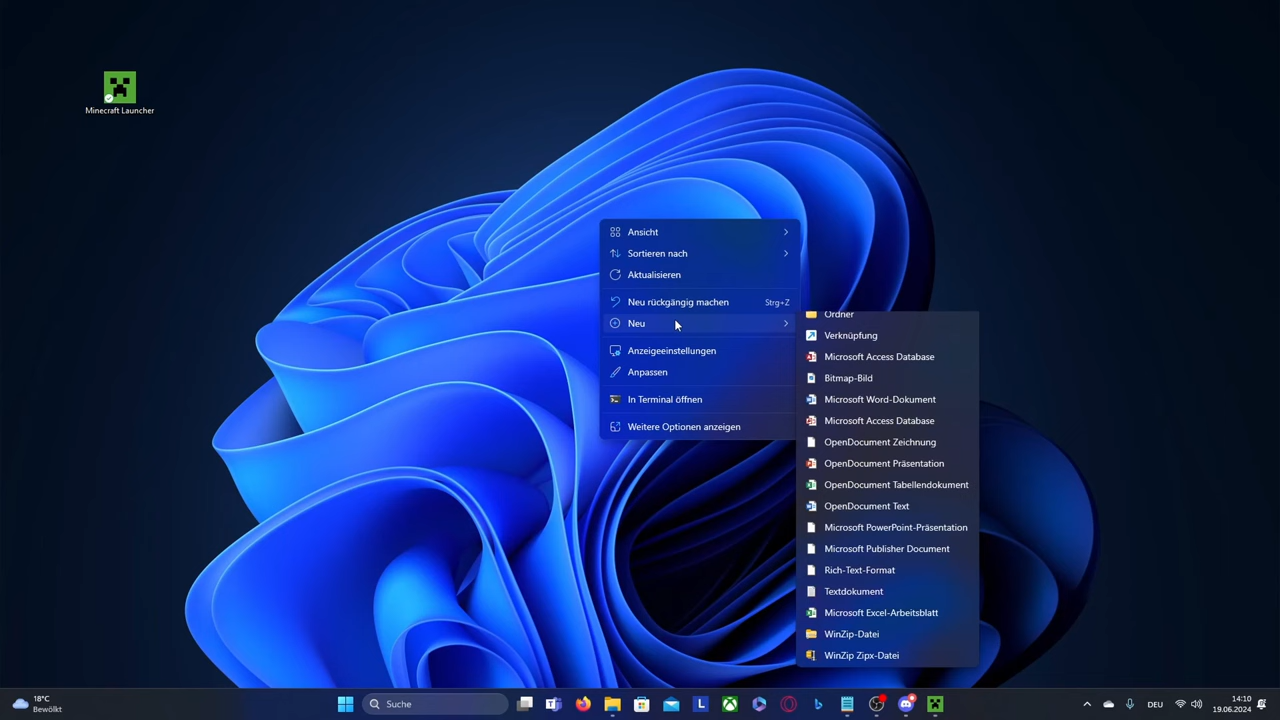 Minecraft Launcher
Ansicht
Sortieren nach
Aktualisieren
Neu rückgängig machen Strg+Z
Neu
Anzeigeeinstellungen
Anpassen
In Terminal öffnen
Weitere Optionen anzeigen
Ordner
Verknüpfung
Microsoft Access Database
Bitmap-Bild
Microsoft Word-Dokument
Microsoft Access Database
OpenDocument Zeichnung
OpenDocument Präsentation
OpenDocument Tabellendokument
OpenDocument Text
Microsoft PowerPoint-Präsentation
Microsoft Publisher Document
Rich-Text-Format
Textdokument
Microsoft Excel-Arbeitsblatt
WinZip-Datei
WinZip Zipx-Datei
18°C
Bewölkt
Suche
L
DEU
14:10
19.06.2024